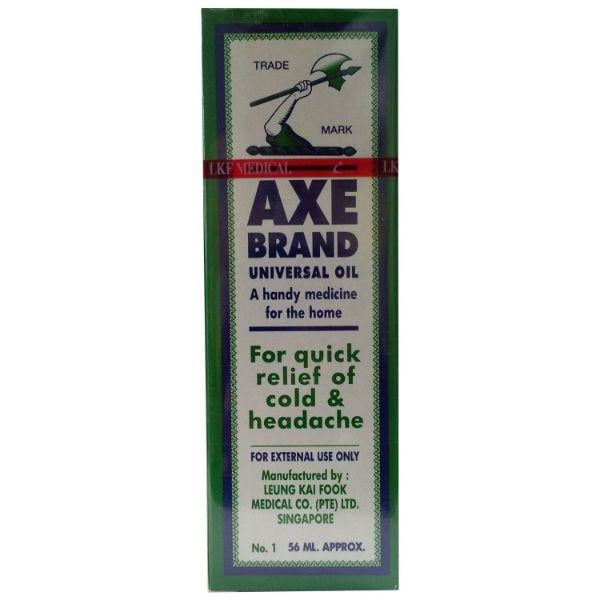 TRADE
MARK
LKF MEDICAL LK
AXE
BRAND
UNIVERSAL OIL
A handy medicine
for the home
For quick
relief of
cold &
headache
FOR EXTERNAL USE ONLY
Manufactured by :
LEUNG KAI FOOK
MEDICAL CO. (PTE) LTD.
SINGAPORE
No. 1 56 ML. APPROX.